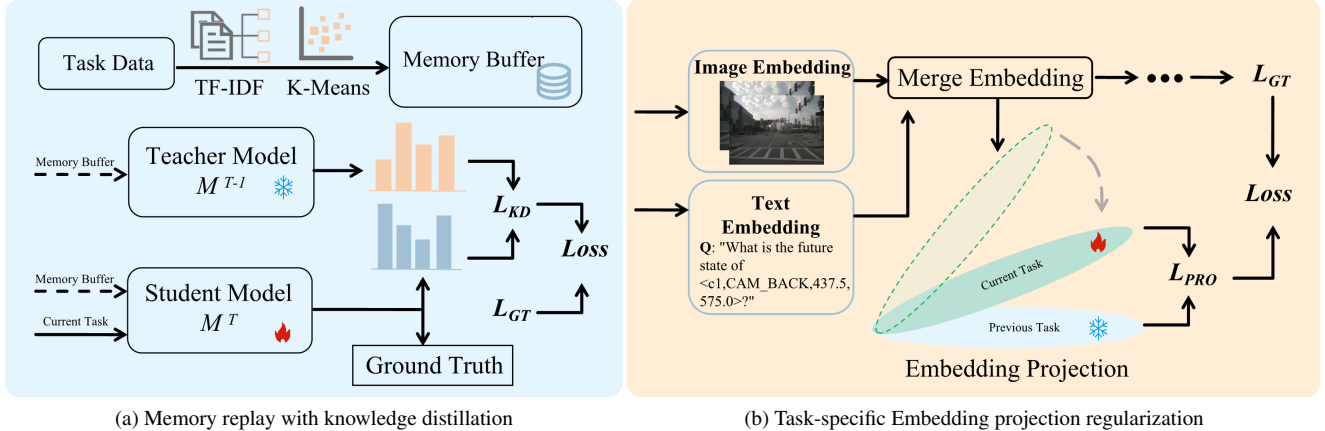 Task Data
TF-IDF
K-Means
Memory Buffer
Memory Buffer
Teacher Model
M T-1
Memory Buffer
Current Task
Student Model
M T
L KD
Loss
L GT
Ground Truth
(a) Memory replay with knowledge distillation
Image Embedding
Merge Embedding
L GT
Text
Embedding
Q: "What is the future
state of
<c1,CAM_BACK,437.5,
575.0>?"
Loss
Current Task
L PRO
Previous Task
Embedding Projection
(b) Task-specific Embedding projection regularization